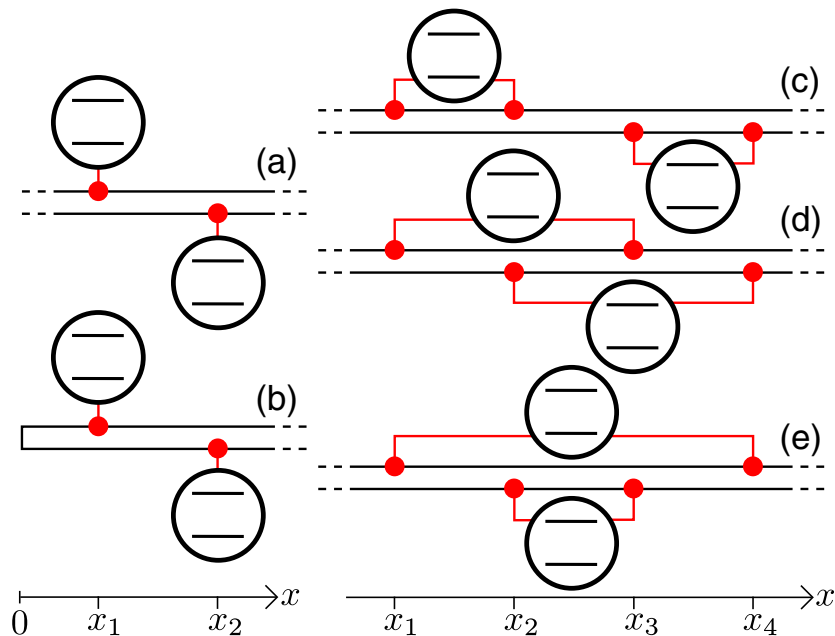 (a)
(b)
0 x₁ x₂ x
(c)
(d)
(e)
x₁ x₂ x₃ x₄ x